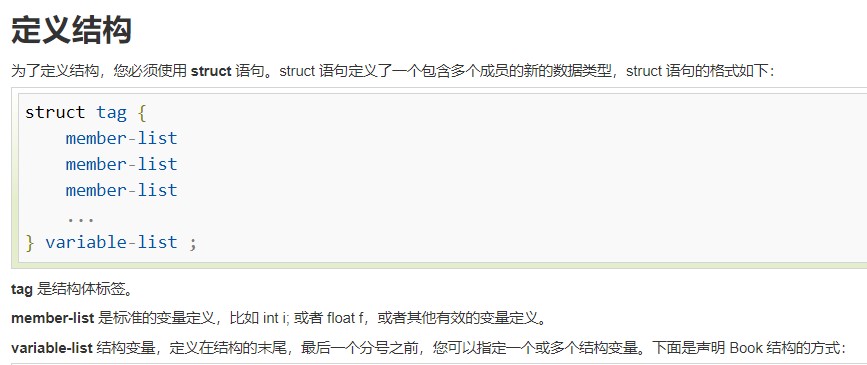 定义结构
为了定义结构，您必须使用 struct 语句。struct 语句定义了一个包含多个成员的新的数据类型，struct 语句的格式如下：
struct tag {
    member-list
    member-list
    member-list
    ...
} variable-list ;
tag 是结构体标签。
member-list 是标准的变量定义，比如 int i; 或者 float f，或者其他有效的变量定义。
variable-list 结构变量，定义在结构的末尾，最后一个分号之前，您可以指定一个或多个结构变量。下面是声明 Book 结构的方式：